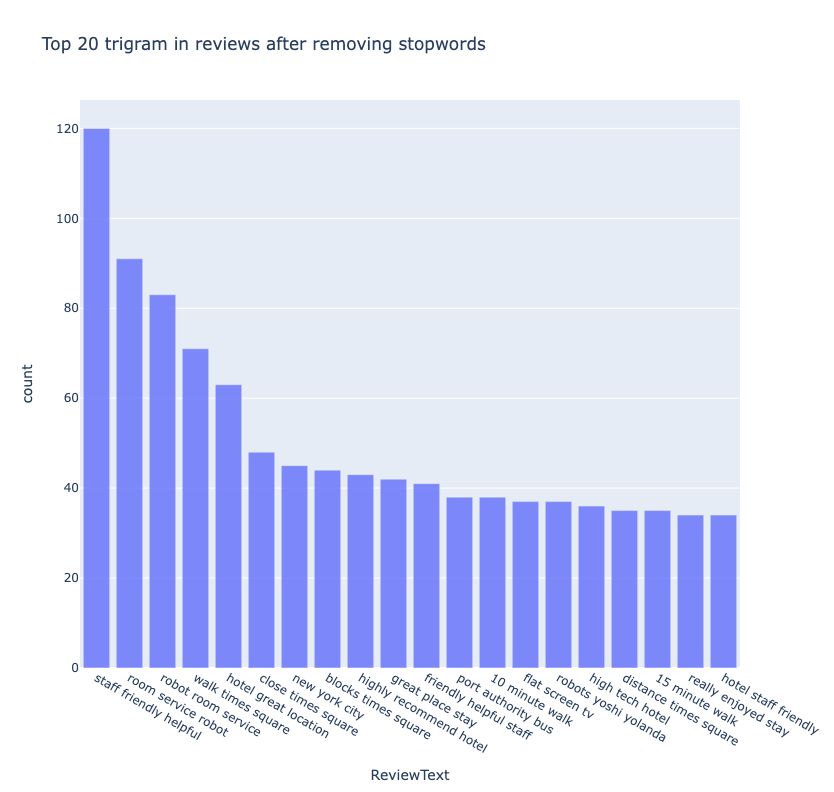 Top 20 trigram in reviews after removing stopwords
120
100
80
60
40
20
0
count
staff friendly helpful
room service robot
robot room service
walk times square
hotel great location
close times square
new york city
blocks times square
highly recommend hotel
great place stay
friendly helpful staff
port authority bus
10 minute walk
flat screen tv
robots yoshi yolanda
high tech hotel
distance times square
15 minute walk
really enjoyed stay
hotel staff friendly
ReviewText